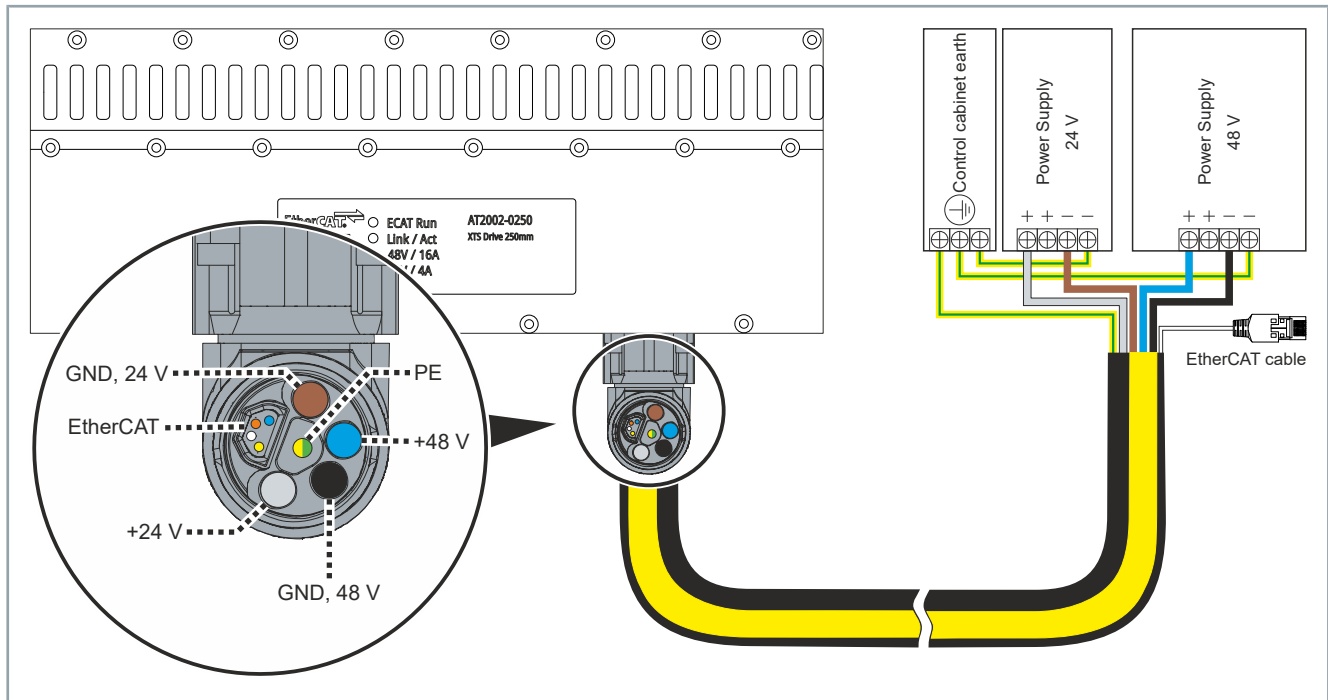 EtherCAT.
ECAT Run
Link / Act
48V / 16A
/ 4A
AT2002-0250
XTS Drive 250mm
GND, 24 V
PE
EtherCAT
+48 V
+24 V
GND, 48 V
Control cabinet earth
Power Supply
24 V
+ + – –
Power Supply
48 V
+ + – –
EtherCAT cable